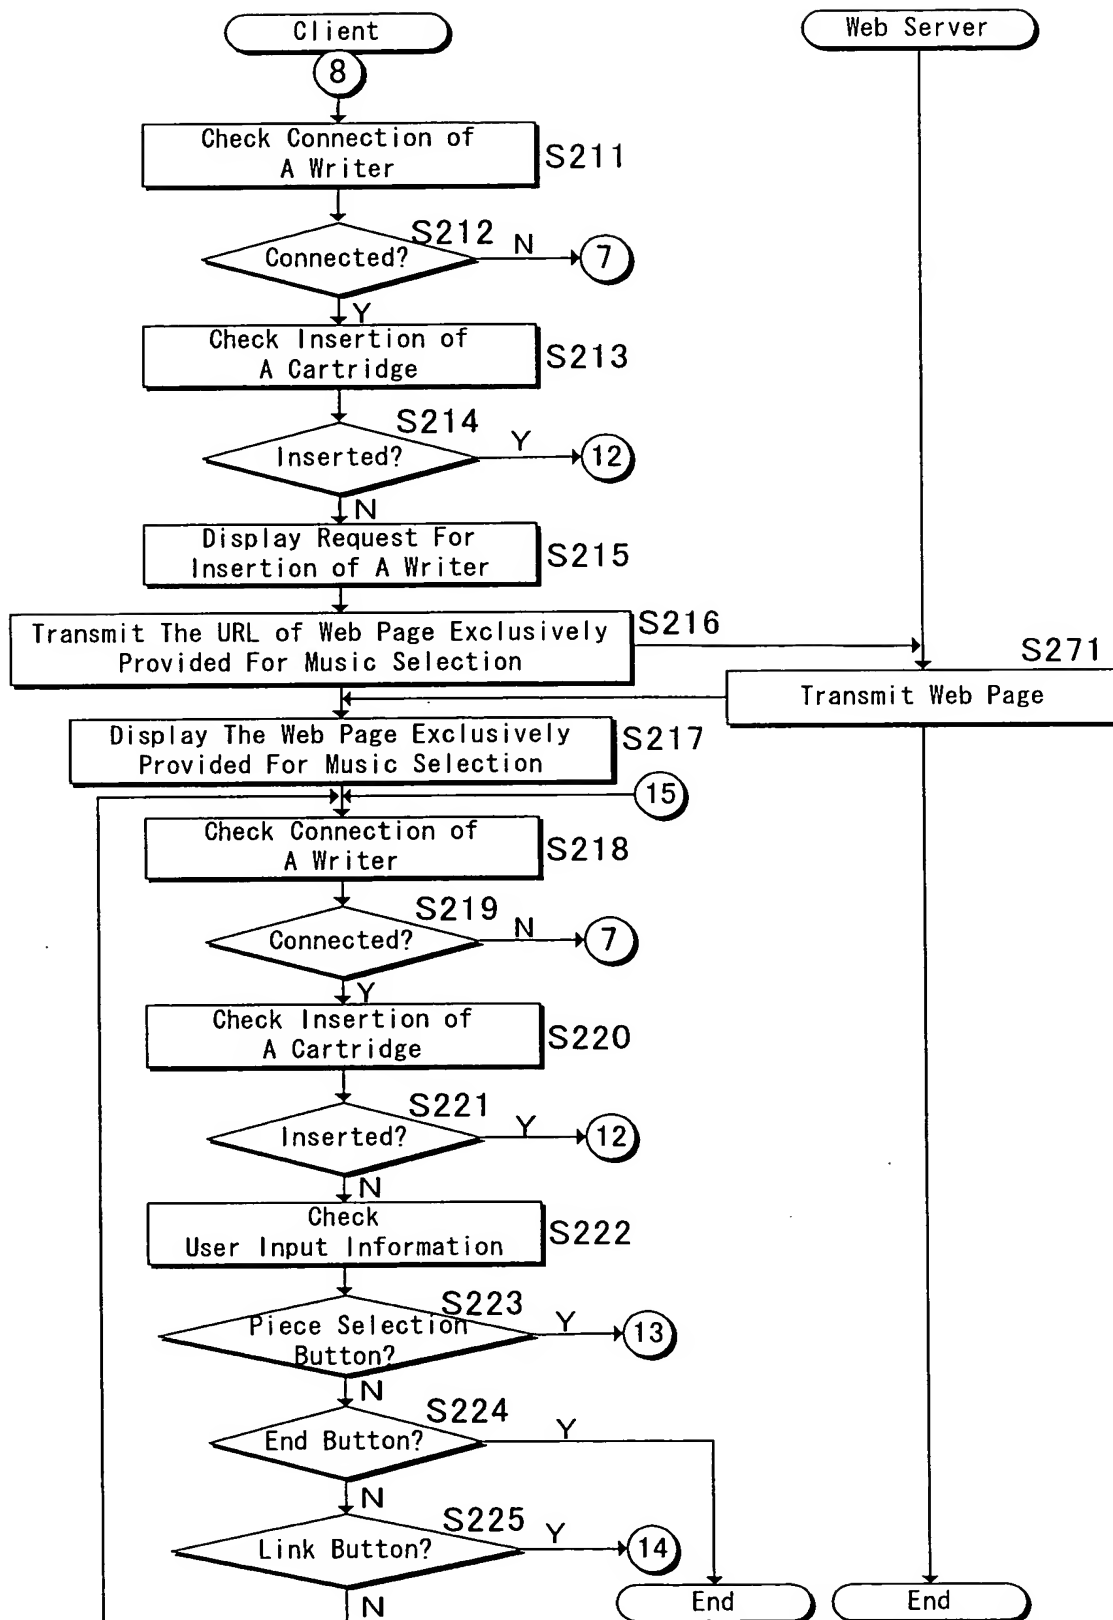 Client
Web Server
8
Check Connection of
A Writer
S211
S212
Connected?
N
7
Y
Check Insertion of
A Cartridge
S213
S214
Inserted?
Y
12
N
Display Request For
Insertion of A Writer
S215
Transmit The URL of Web Page Exclusively
Provided For Music Selection
S216
S271
Transmit Web Page
Display The Web Page Exclusively
Provided For Music Selection
S217
15
Check Connection of
A Writer
S218
S219
Connected?
N
7
Y
Check Insertion of
A Cartridge
S220
S221
Inserted?
Y
12
N
Check
User Input Information
S222
S223
Piece Selection
Button?
Y
13
N
S224
End Button?
Y
N
S225
Link Button?
Y
14
N
End
End